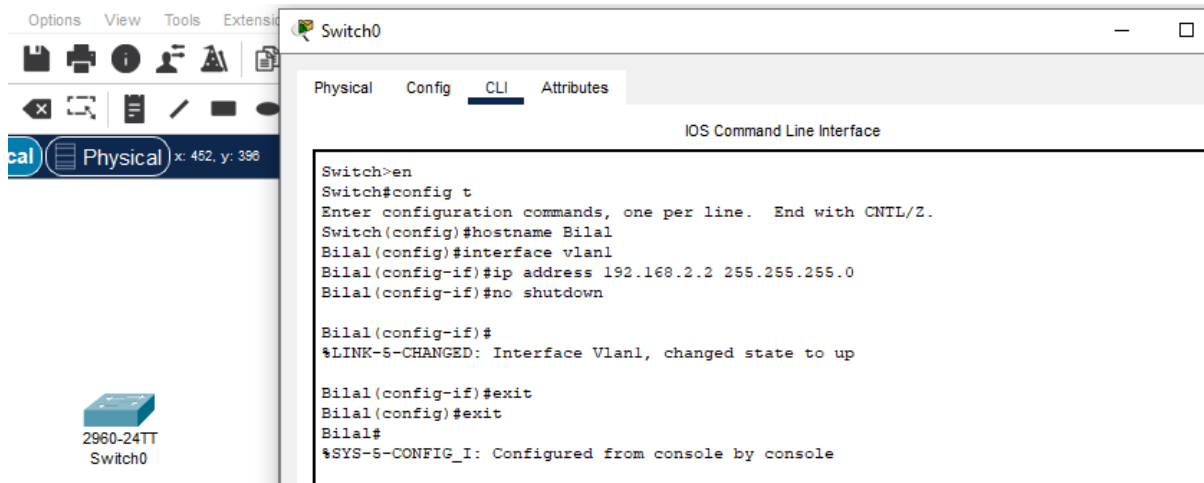 Options View Tools
Switch0
Physical Config CLI Attributes
IOS Command Line Interface
Physical x: 452, y: 396
Switch>en
Switch#config t
Enter configuration commands, one per line.  End with CNTL/Z.
Switch(config)#hostname Bilal
Bilal(config)#interface vlan1
Bilal(config-if)#ip address 192.168.2.2 255.255.255.0
Bilal(config-if)#no shutdown
Bilal(config-if)#
%LINK-5-CHANGED: Interface Vlan1, changed state to up
Bilal(config-if)#exit
Bilal(config)#exit
Bilal#
%SYS-5-CONFIG_I: Configured from console by console
2960-24TT
Switch0